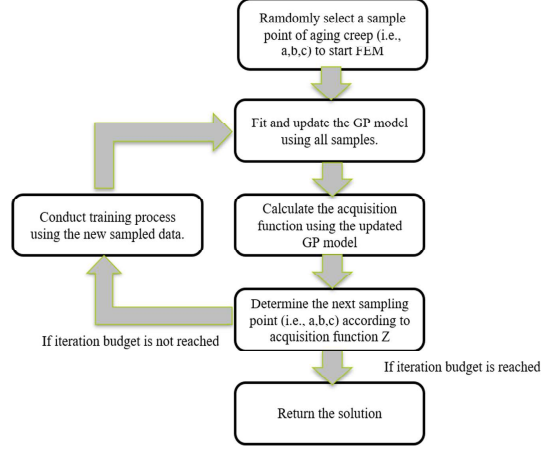 Randomly select a sample
point of aging creep (i.e.,
a,b,c) to start FEM
Fit and update the GP model
using all samples.
Conduct training process
using the new sampled data.
Calculate the acquisition
function using the updated
GP model
Determine the next sampling
point (i.e., a,b,c) according to
acquisition function Z
If iteration budget is not reached
If iteration budget is reached
Return the solution